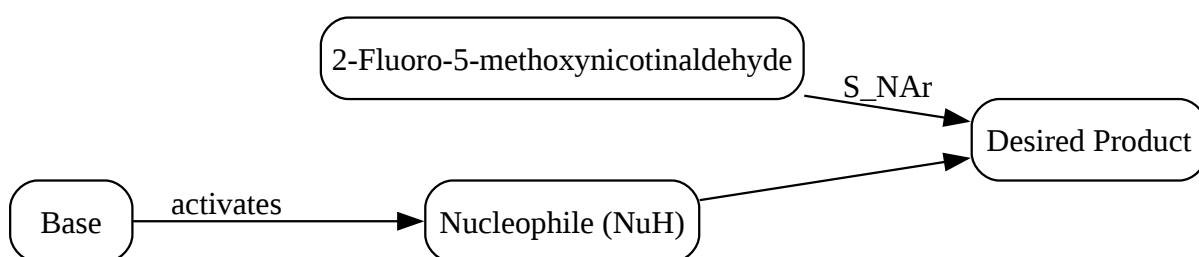 2-Fluoro-5-methoxynicotinaldehyde
S_NAr
Desired Product
activates
Base
Nucleophile (NuH)